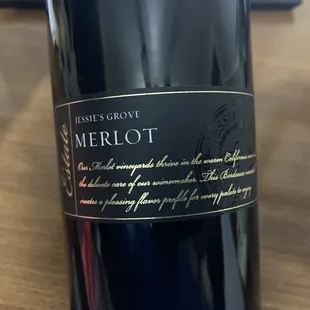 Estate
JESSIE'S GROVE
MERLOT
Our Merlot vineyards thrive in the warm California sun
the delicate care of our winemaker. This Bordeaux
creates a pleasing flavor profile for every palate to enjoy